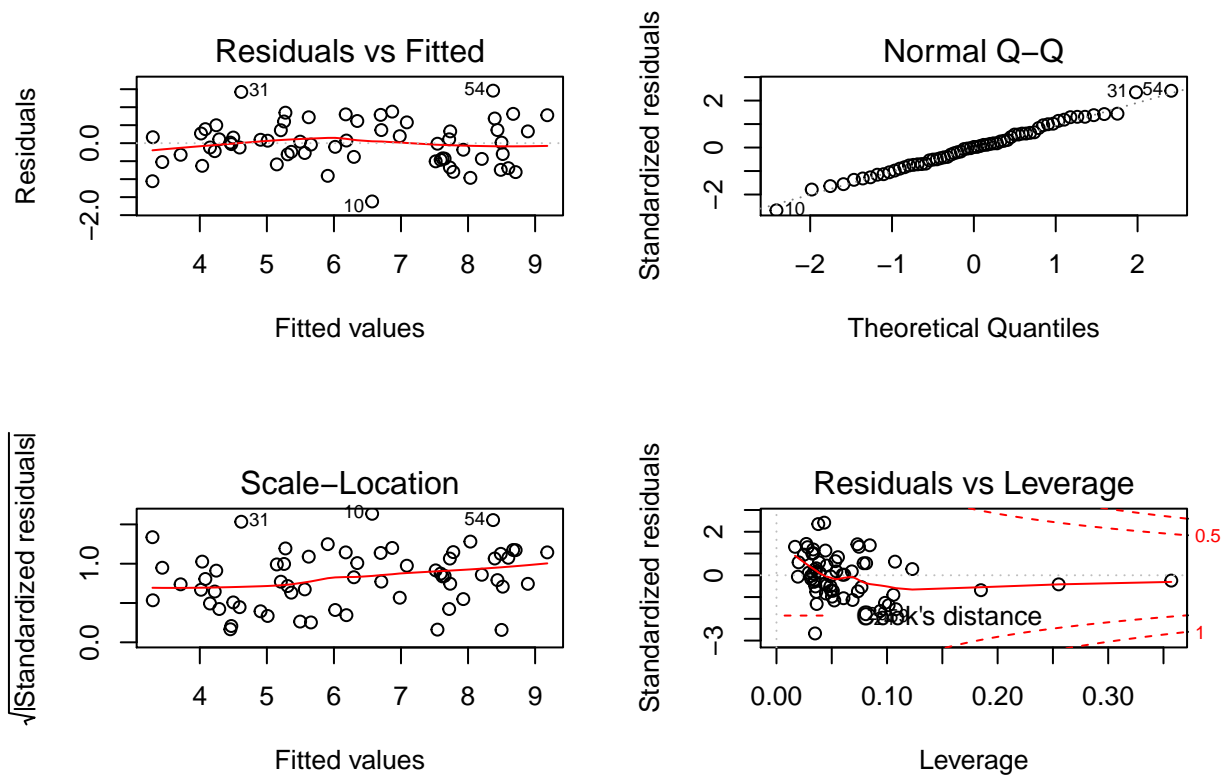 Residuals vs Fitted
Residuals
0.0
−2.0
31
54
10
4 5 6 7 8 9
Fitted values
Normal Q−Q
Standardized residuals
2
0
−2
31 54
10
−2 −1 0 1 2
Theoretical Quantiles
Scale−Location
√|Standardized residuals|
1.0
0.0
31
10
54
4 5 6 7 8 9
Fitted values
Residuals vs Leverage
Standardized residuals
2
0
−3
0.5
1
Cook's distance
0.00 0.10 0.20 0.30
Leverage